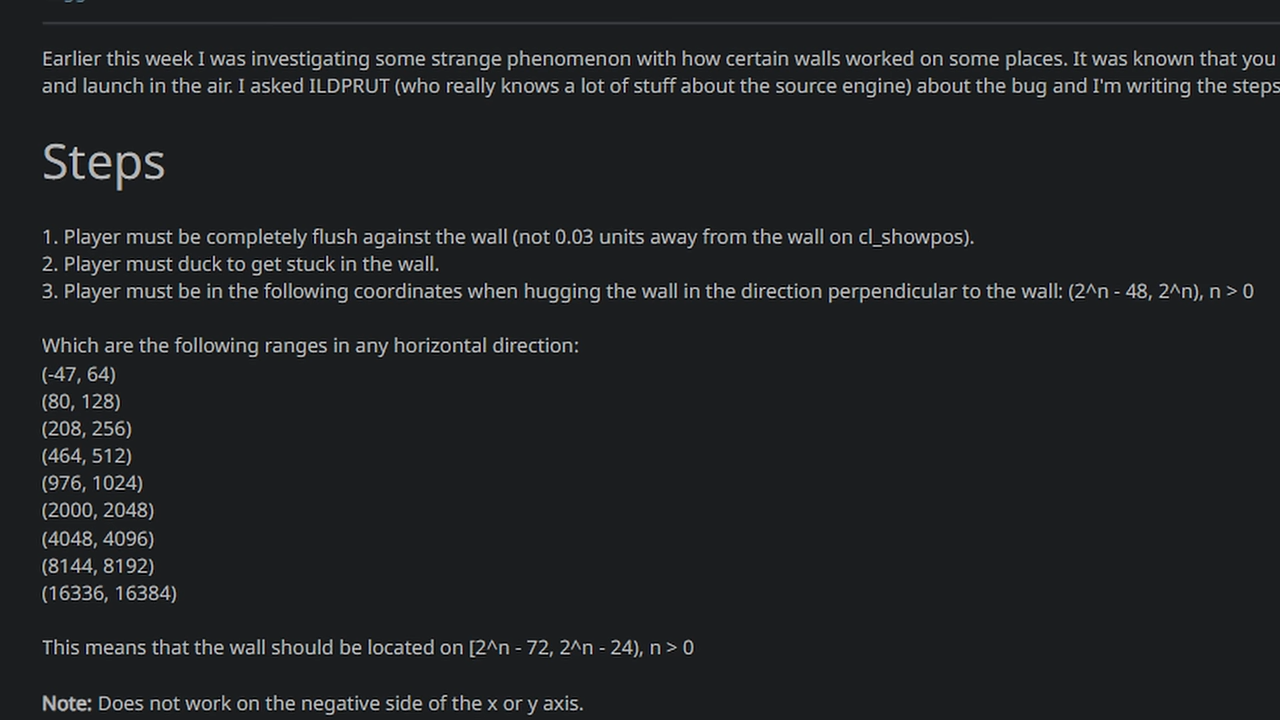 Earlier this week I was investigating some strange phenomenon with how certain walls worked on some places. It was known that you
and launch in the air. I asked ILDPRUT (who really knows a lot of stuff about the source engine) about the bug and I'm writing the steps
Steps
1. Player must be completely flush against the wall (not 0.03 units away from the wall on cl_showpos).
2. Player must duck to get stuck in the wall.
3. Player must be in the following coordinates when hugging the wall in the direction perpendicular to the wall: (2^n - 48, 2^n), n > 0
Which are the following ranges in any horizontal direction:
(-47, 64)
(80, 128)
(208, 256)
(464, 512)
(976, 1024)
(2000, 2048)
(4048, 4096)
(8144, 8192)
(16336, 16384)
This means that the wall should be located on [2^n - 72, 2^n - 24), n > 0
Note: Does not work on the negative side of the x or y axis.